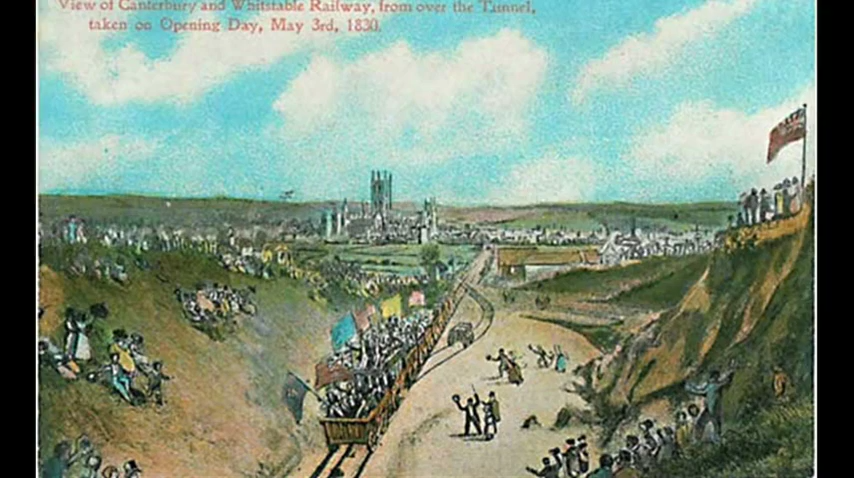 View of Canterbury and Whitstable Railway, from over the Tunnel,
taken on Opening Day, May 3rd, 1830.